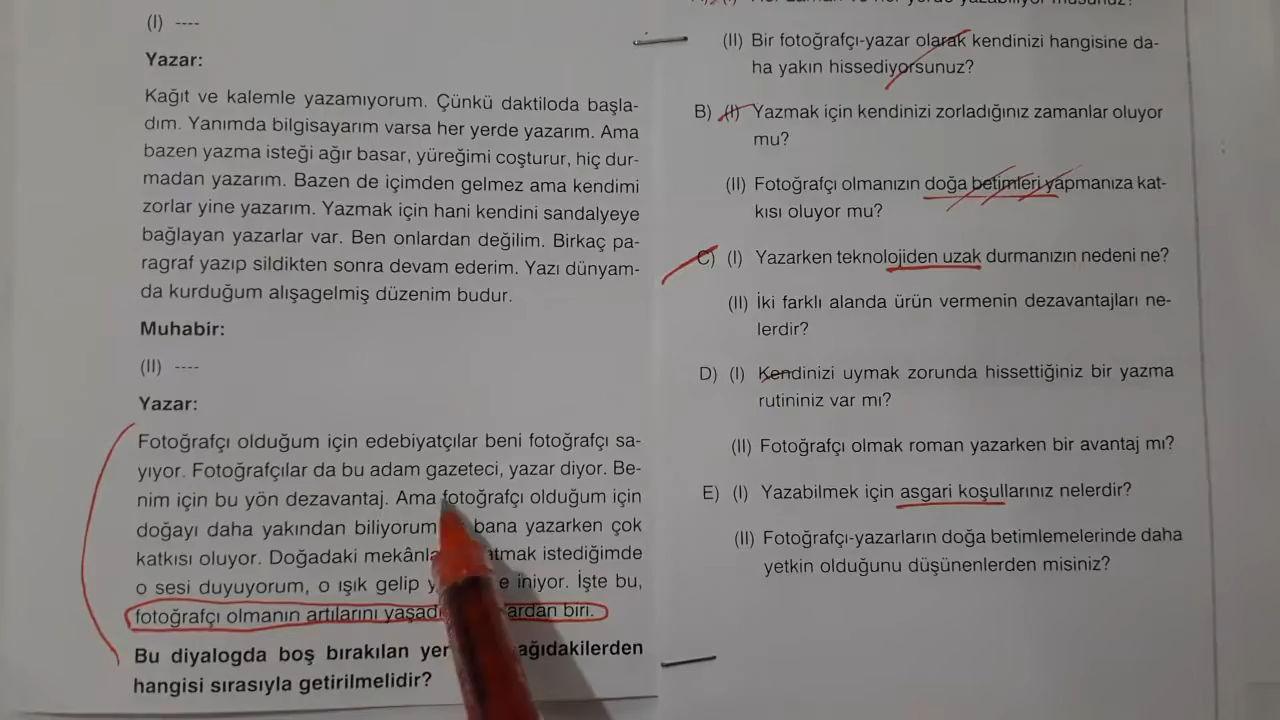 (I) ----
Yazar:
Kağıt ve kalemle yazamıyorum. Çünkü daktiloda başla-
dım. Yanımda bilgisayarım varsa her yerde yazarım. Ama
bazen yazma isteği ağır basar, yüreğimi coşturur, hiç dur-
madan yazarım. Bazen de içimden gelmez ama kendimi
zorlar yine yazarım. Yazmak için hani kendini sandalyeye
bağlayan yazarlar var. Ben onlardan değilim. Birkaç pa-
ragraf yazıp sildikten sonra devam ederim. Yazı dünyam-
da kurduğum alışagelmiş düzenim budur.
Muhabir:
(II) ----
Yazar:
Fotoğrafçı olduğum için edebiyatçılar beni fotoğrafçı sa-
yıyor. Fotoğrafçılar da bu adam gazeteci, yazar diyor. Be-
nim için bu yön dezavantaj. Ama fotoğrafçı olduğum için
doğayı daha yakından biliyorum bana yazarken çok
katkısı oluyor. Doğadaki istediğimde
o sesi duyuyorum, o ışık gelip iniyor. İşte bu,
fotoğrafçı olmanın artılarını biri.
Bu diyalogda boş bırakılan
hangisi sırasıyla getirilmelidir?
(II) Bir fotoğrafçı-yazar olarak kendinizi hangisine da-
ha yakın hissediyorsunuz?
B) (I) Yazmak için kendinizi zorladığınız zamanlar oluyor
mu?
(II) Fotoğrafçı olmanızın doğa betimleri yapmanıza kat-
kısı oluyor mu?
C) (I) Yazarken teknolojiden uzak durmanızın nedeni ne?
(II) İki farklı alanda ürün vermenin dezavantajları ne-
lerdir?
D) (I) Kendinizi uymak zorunda hissettiğiniz bir yazma
rutininiz var mı?
(II) Fotoğrafçı olmak roman yazarken bir avantaj mı?
E) (I) Yazabilmek için asgari koşullarınız nelerdir?
(II) Fotoğrafçı-yazarların doğa betimlemelerinde daha
yetkin olduğunu düşünenlerden misiniz?